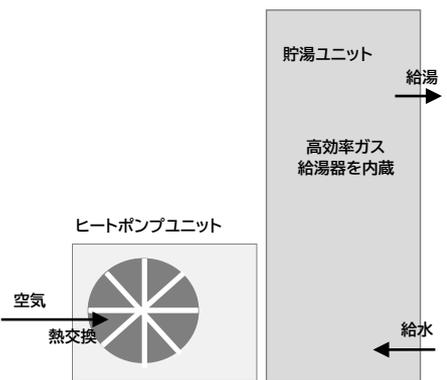 貯湯ユニット
給湯
高効率ガス
給湯器を内蔵
ヒートポンプユニット
空気
熱交換
給水